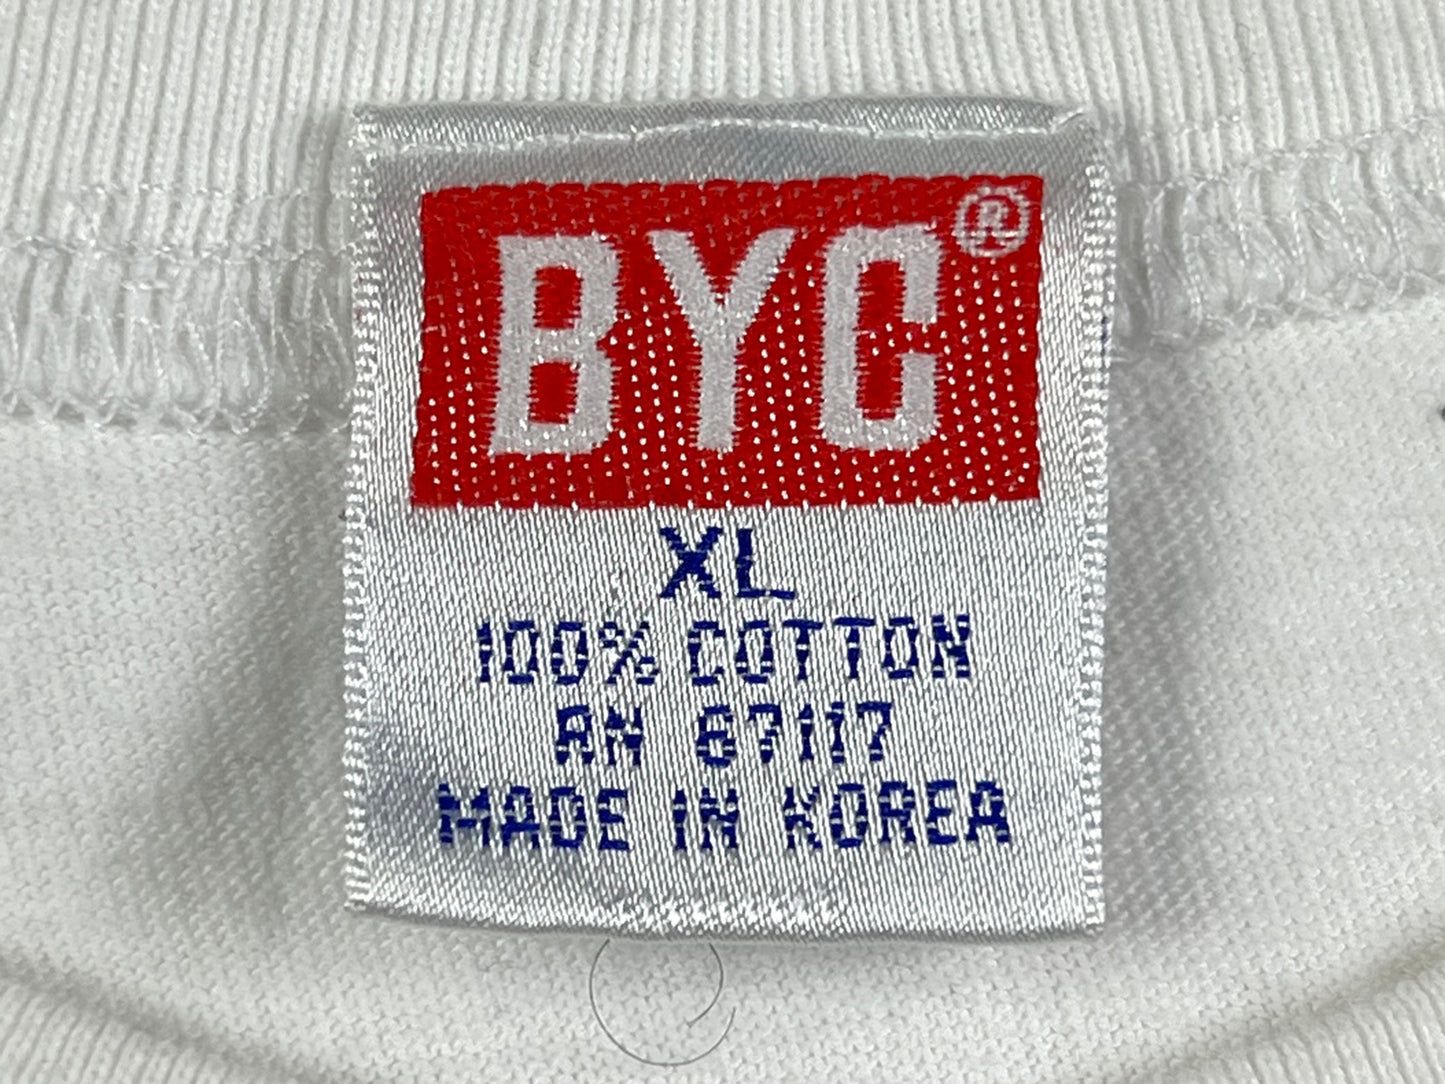 BYC®
XL
100% COTTON
RN 67117
MADE IN KOREA